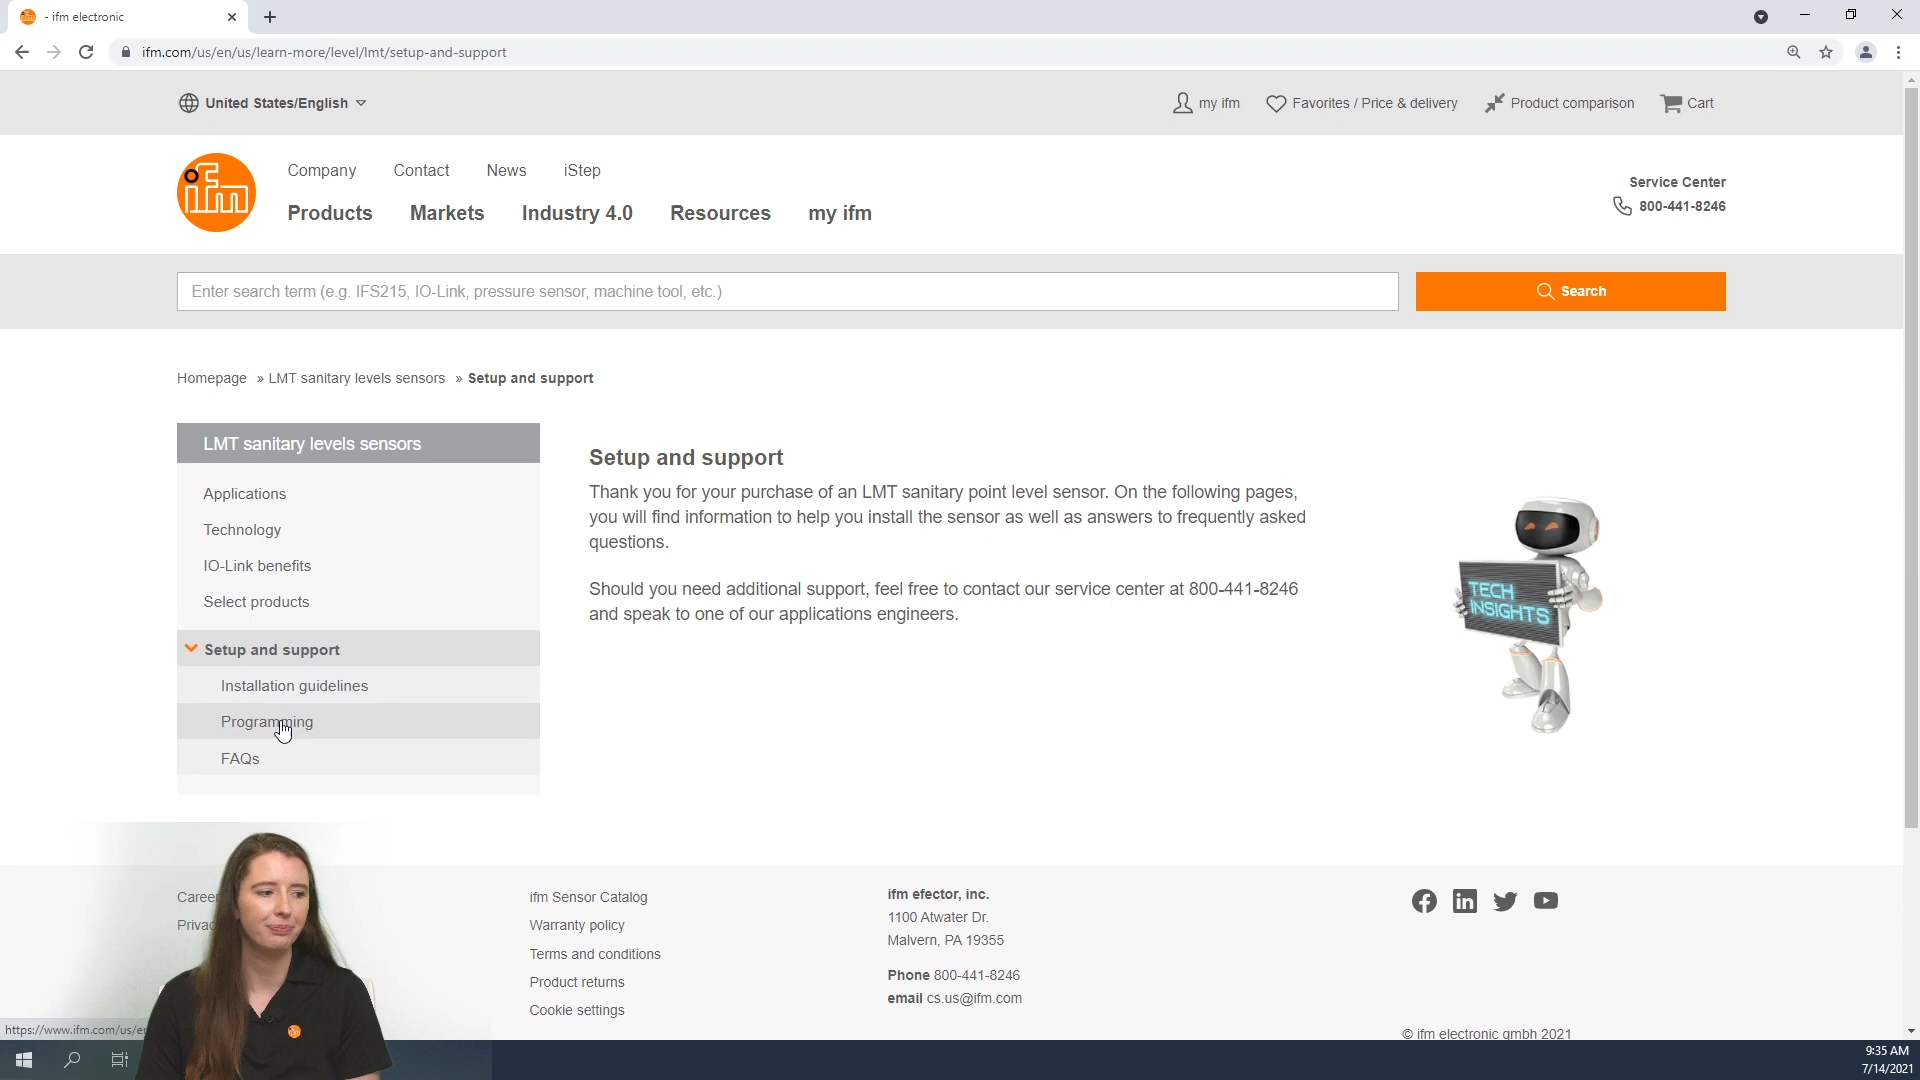 - ifm electronic
ifm.com/us/en/us/learn-more/level/lmt/setup-and-support
United States/English
my ifm
Favorites / Price & delivery
Product comparison
Cart
ifm
Company
Contact
News
iStep
Products
Markets
Industry 4.0
Resources
my ifm
Service Center
800-441-8246
Enter search term (e.g. IFS215, IO-Link, pressure sensor, machine tool, etc.)
Search
Homepage » LMT sanitary levels sensors » Setup and support
LMT sanitary levels sensors
Applications
Technology
IO-Link benefits
Select products
Setup and support
Installation guidelines
Programming
FAQs
Setup and support
Thank you for your purchase of an LMT sanitary point level sensor. On the following pages,
you will find information to help you install the sensor as well as answers to frequently asked
questions.
Should you need additional support, feel free to contact our service center at 800-441-8246
and speak to one of our applications engineers.
TECH
INSIGHTS
ifm Sensor Catalog
Warranty policy
Terms and conditions
Product returns
Cookie settings
ifm efector, inc.
1100 Atwater Dr.
Malvern, PA 19355
Phone 800-441-8246
email cs.us@ifm.com
© ifm electronic gmbh 2021
https://www.ifm.com/us/e
9:35 AM
7/14/2021